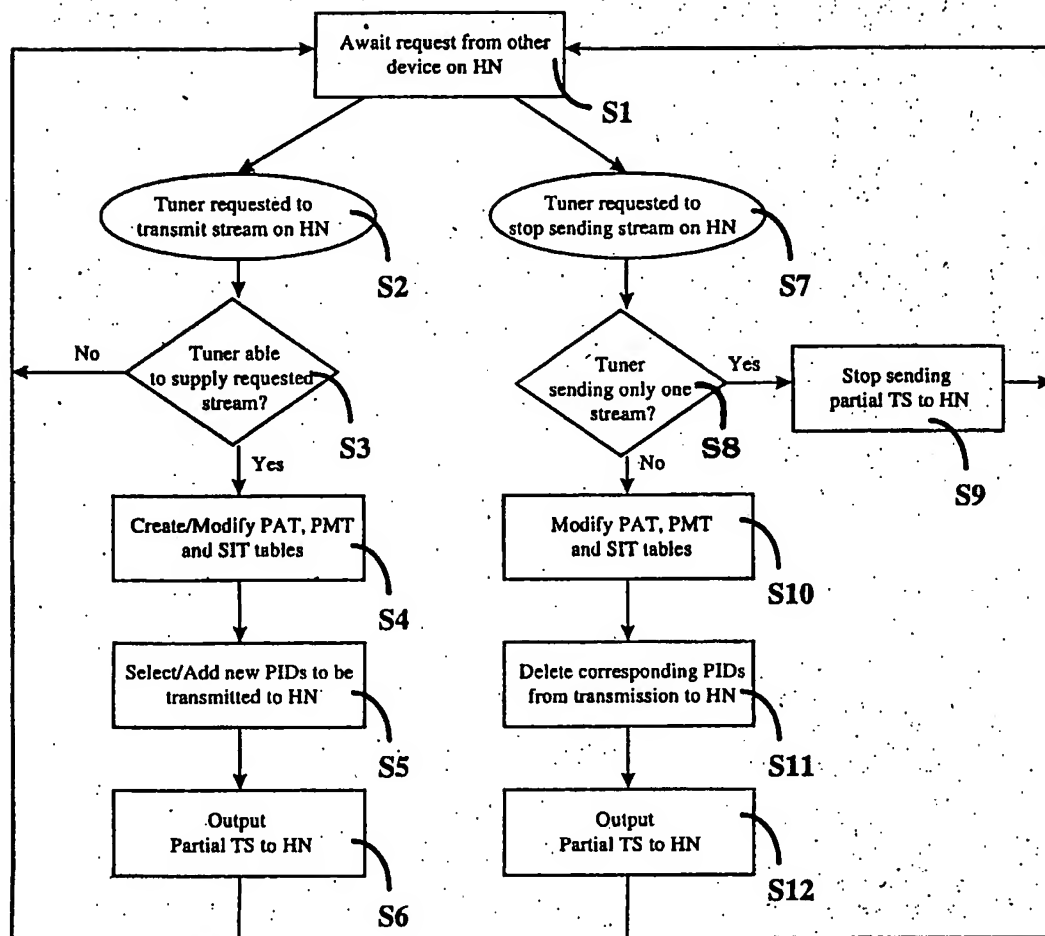 Await request from other
device on HN
S1
Tuner requested to
transmit stream on HN
S2
Tuner requested to
stop sending stream on HN
S7
No
Tuner able
to supply requested
stream?
S3
Yes
Tuner
sending only one
stream?
S8
Yes
Stop sending
partial TS to HN
S9
No
Create/Modify PAT, PMT
and SIT tables
S4
Modify PAT, PMT
and SIT tables
S10
Select/Add new PIDs to be
transmitted to HN
S5
Delete corresponding PIDs
from transmission to HN
S11
Output
Partial TS to HN
S6
Output
Partial TS to HN
S12